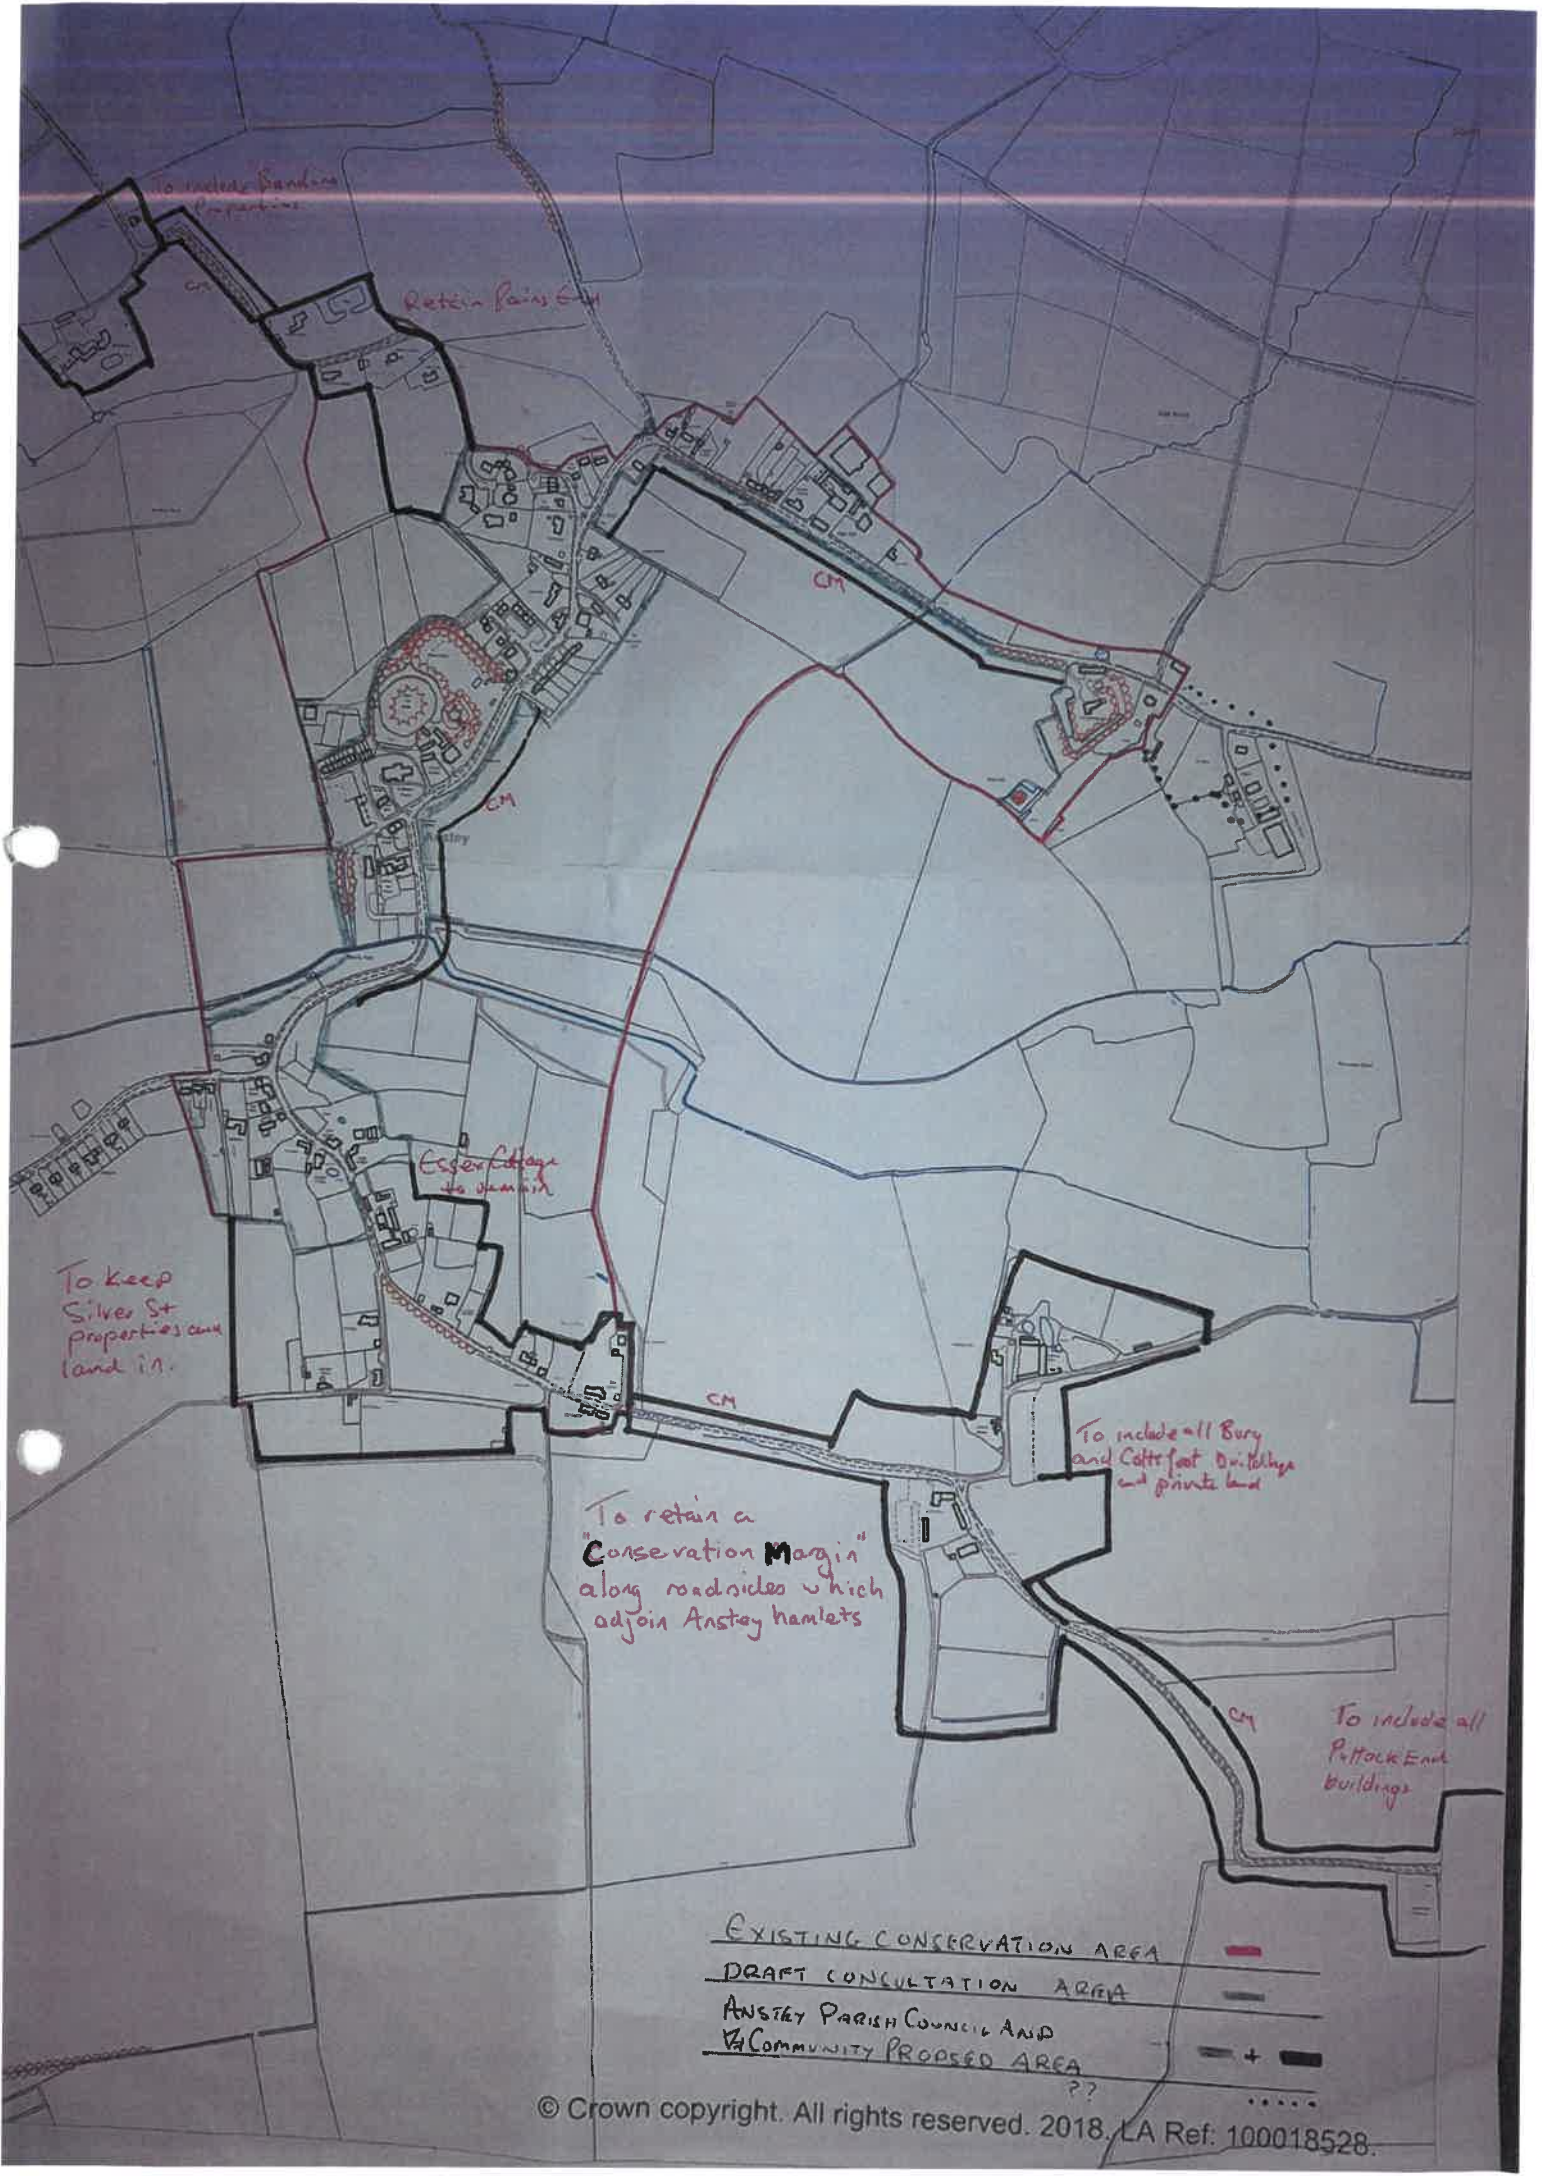 To include Bandons
Properties
CM
Retain Pains End
CM
CM
Anstey
Essex Cottage
to remain
To Keep
Silver St
properties and
land in.
CM
To include all Bury
and Coltsfoot Buildings
and private land
To retain a
"Conservation Margin"
along roadsides which
adjoin Anstey hamlets
CM
To include all
Puttock End
buildings
EXISTING CONSERVATION AREA
DRAFT CONSULTATION AREA
ANSTEY PARISH COUNCIL AND
COMMUNITY PROPSED AREA
+
??
© Crown copyright. All rights reserved. 2018. LA Ref: 100018528.